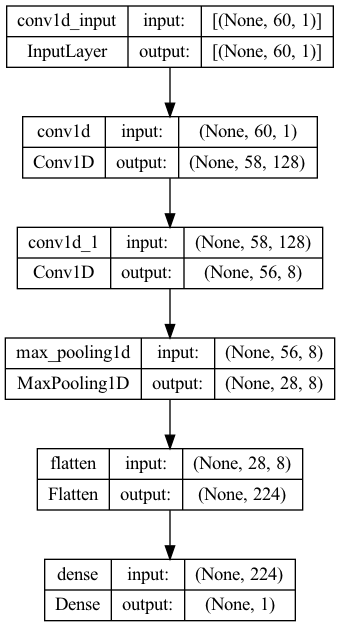 conv1d_input input: [(None, 60, 1)]
InputLayer output: [(None, 60, 1)]
conv1d input: (None, 60, 1)
Conv1D output: (None, 58, 128)
conv1d_1 input: (None, 58, 128)
Conv1D output: (None, 56, 8)
max_pooling1d input: (None, 56, 8)
MaxPooling1D output: (None, 28, 8)
flatten input: (None, 28, 8)
Flatten output: (None, 224)
dense input: (None, 224)
Dense output: (None, 1)